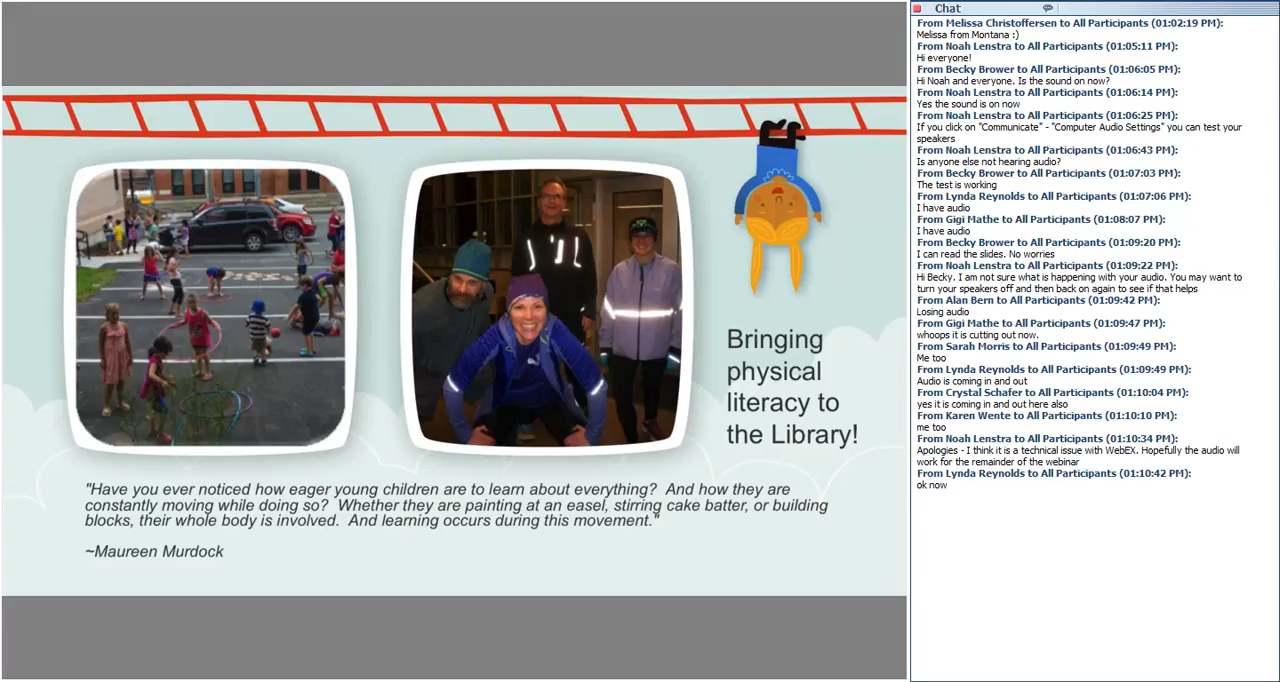 Bringing
physical
literacy to
the Library!
"Have you ever noticed how eager young children are to learn about everything?  And how they are
constantly moving while doing so?  Whether they are painting at an easel, stirring cake batter, or building
blocks, their whole body is involved.  And learning occurs during this movement."
~Maureen Murdock
Chat
From Melissa Christoffersen to All Participants (01:02:19 PM):
Melissa from Montana :)
From Noah Lenstra to All Participants (01:05:11 PM):
Hi everyone!
From Becky Brower to All Participants (01:06:05 PM):
Hi Noah and everyone. Is the sound on now?
From Noah Lenstra to All Participants (01:06:14 PM):
Yes the sound is on now
From Noah Lenstra to All Participants (01:06:25 PM):
If you click on "Communicate" - "Computer Audio Settings" you can test your
speakers
From Noah Lenstra to All Participants (01:06:43 PM):
Is anyone else not hearing audio?
From Becky Brower to All Participants (01:07:03 PM):
The test is working
From Lynda Reynolds to All Participants (01:07:06 PM):
I have audio
From Gigi Mathe to All Participants (01:08:07 PM):
I have audio
From Becky Brower to All Participants (01:09:20 PM):
I can read the slides. No worries
From Noah Lenstra to All Participants (01:09:22 PM):
Hi Becky. I am not sure what is happening with your audio. You may want to
turn your speakers off and then back on again to see if that helps
From Alan Bern to All Participants (01:09:42 PM):
Losing audio
From Gigi Mathe to All Participants (01:09:47 PM):
whoops it is cutting out now.
From Sarah Morris to All Participants (01:09:49 PM):
Me too
From Lynda Reynolds to All Participants (01:09:49 PM):
Audio is coming in and out
From Crystal Schafer to All Participants (01:10:04 PM):
yes it is coming in and out here also
From Karen Wente to All Participants (01:10:10 PM):
me too
From Noah Lenstra to All Participants (01:10:34 PM):
Apologies - I think it is a technical issue with WebEX. Hopefully the audio will
work for the remainder of the webinar
From Lynda Reynolds to All Participants (01:10:42 PM):
ok now